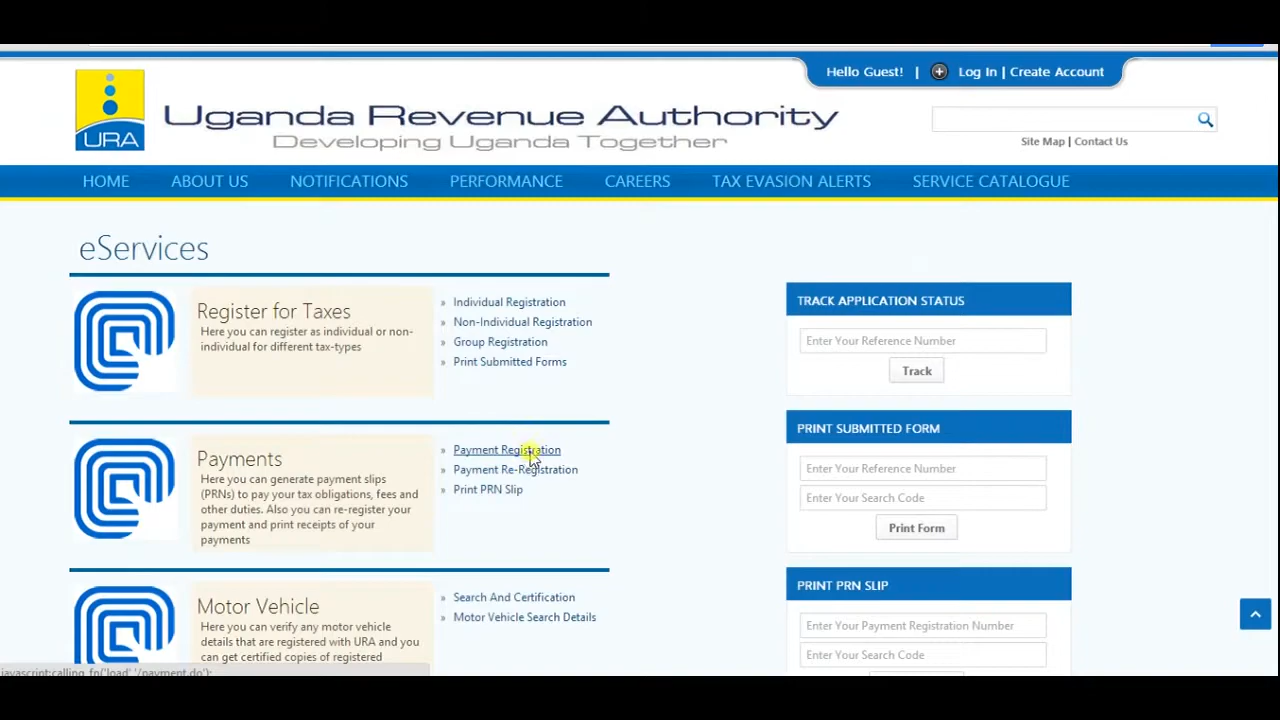 Hello Guest! | Log In | Create Account
URA
Uganda Revenue Authority
Developing Uganda Together
Site Map | Contact Us
HOME ABOUT US NOTIFICATIONS PERFORMANCE CAREERS TAX EVASION ALERTS SERVICE CATALOGUE
eServices
Register for Taxes
Here you can register as individual or non-
individual for different tax-types
» Individual Registration
» Non-Individual Registration
» Group Registration
» Print Submitted Forms
Payments
Here you can generate payment slips
(PRNs) to pay your tax obligations, fees and
other duties. Also you can re-register your
payment and print receipts of your
payments
» Payment Registration
» Payment Re-Registration
» Print PRN Slip
Motor Vehicle
Here you can verify any motor vehicle
details that are registered with URA and you
can get certified copies of registered
» Search And Certification
» Motor Vehicle Search Details
TRACK APPLICATION STATUS
Enter Your Reference Number
Track
PRINT SUBMITTED FORM
Enter Your Reference Number
Enter Your Search Code
Print Form
PRINT PRN SLIP
Enter Your Payment Registration Number
Enter Your Search Code
javascript:calling_fn('load','/payment.do');